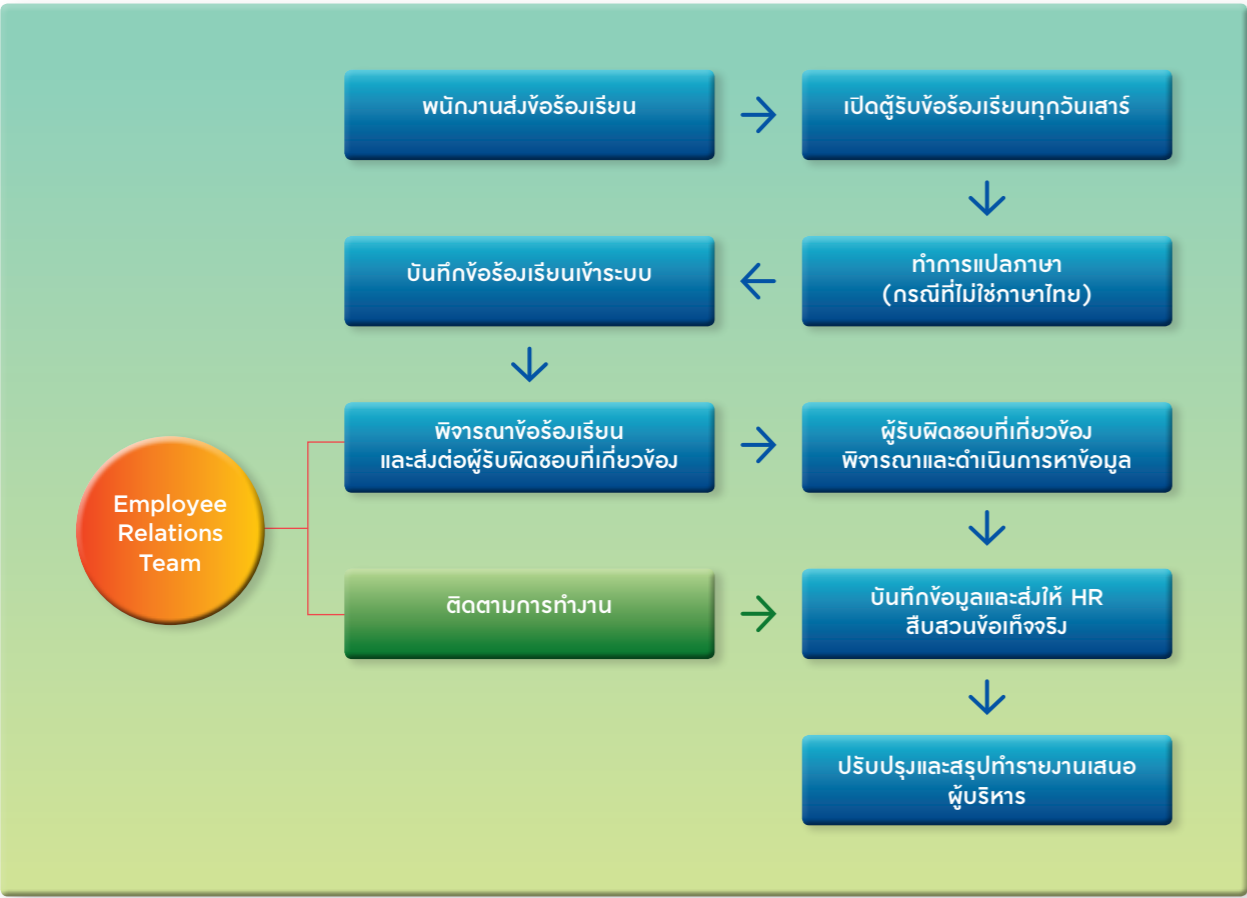 พนักงานส่งข้อร้องเรียน
เปิดตู้รับข้อร้องเรียนทุกวันเสาร์
ทำการแปลภาษา
(กรณีที่ไม่ใช่ภาษาไทย)
บันทึกข้อร้องเรียนเข้าระบบ
พิจารณาข้อร้องเรียน
และส่งต่อผู้รับผิดชอบที่เกี่ยวข้อง
ผู้รับผิดชอบที่เกี่ยวข้อง
พิจารณาและดำเนินการหาข้อมูล
Employee
Relations
Team
ติดตามการทำงาน
บันทึกข้อมูลและส่งให้ HR
สืบสวนข้อเท็จจริง
ปรับปรุงและสรุปทำรายงานเสนอ
ผู้บริหาร